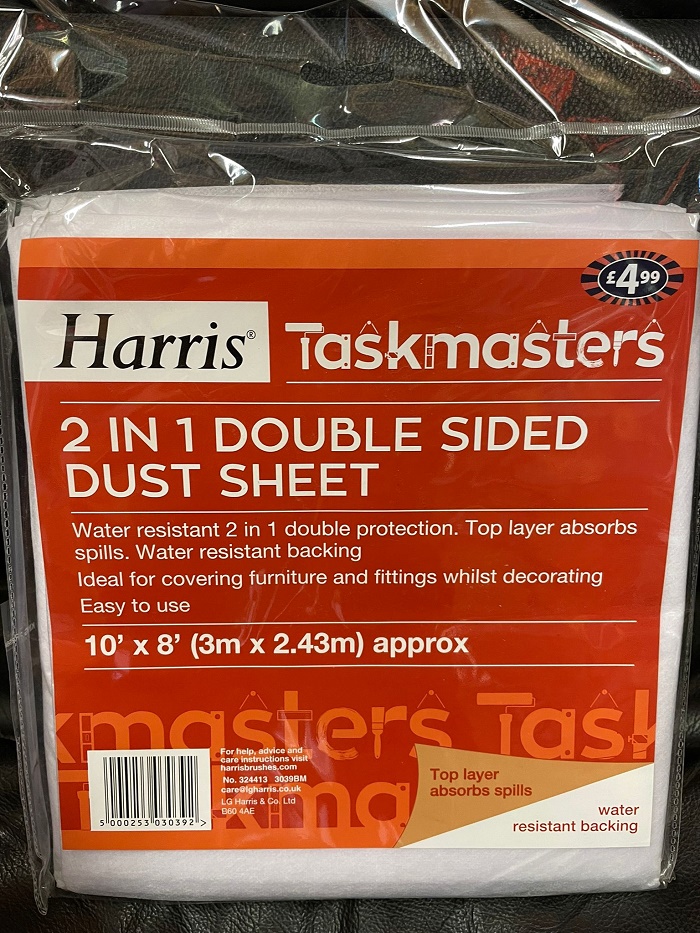 £4.99
Harris®
Taskmasters
2 IN 1 DOUBLE SIDED
DUST SHEET
Water resistant 2 in 1 double protection. Top layer absorbs
spills. Water resistant backing
Ideal for covering furniture and fittings whilst decorating
Easy to use
10' x 8' (3m x 2.43m) approx
kmasters Task
For help, advice and
care instructions visit
harrisbrushes.com
No. 324413 3039BM
care@lgharris.co.uk
LG Harris & Co. Ltd
B60 4AE
5 000253 030392 >
Top layer
absorbs spills
water
resistant backing